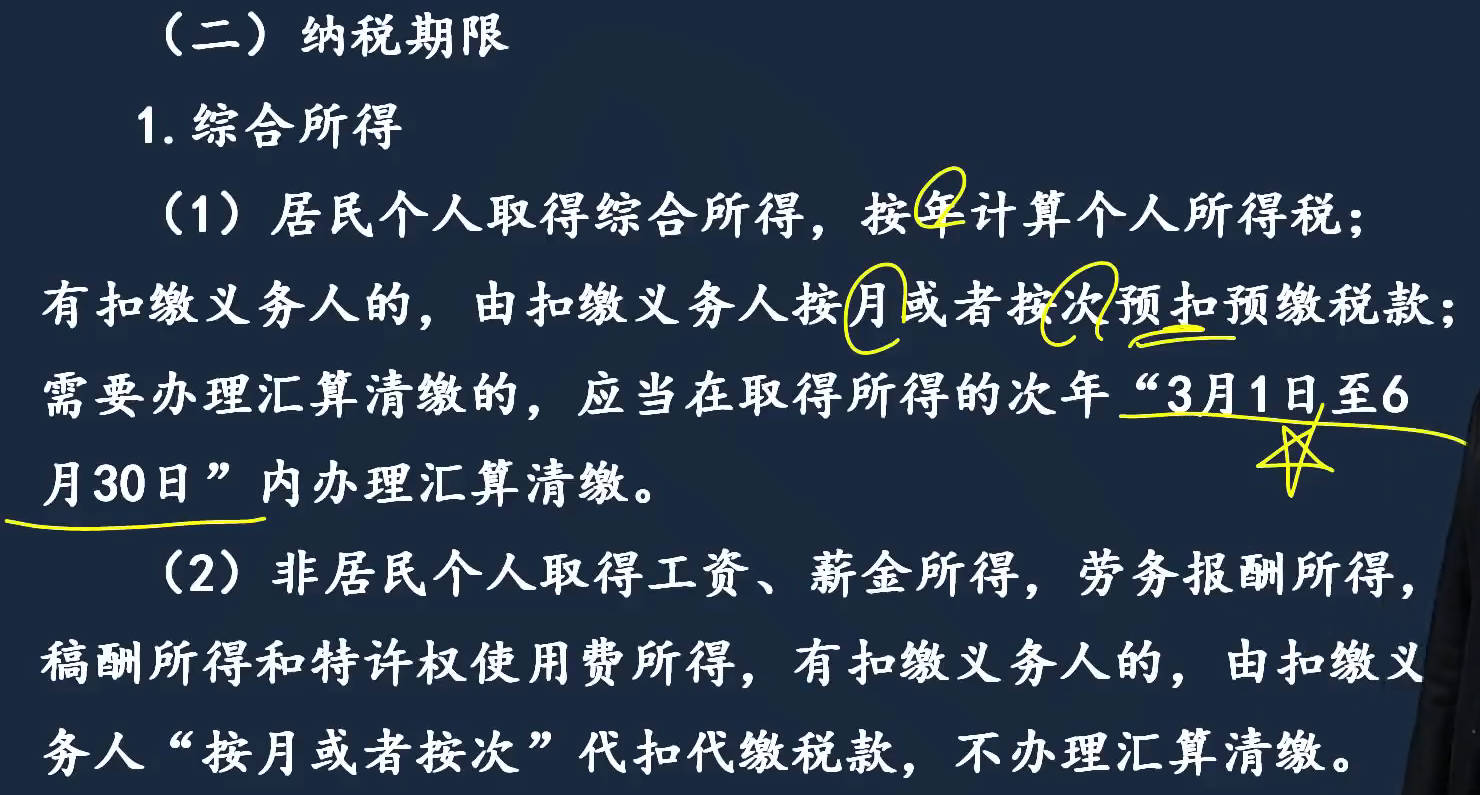 （二）纳税期限
1.综合所得
（1）居民个人取得综合所得，按年计算个人所得税；
有扣缴义务人的，由扣缴义务人按月或者按次预扣预缴税款；
需要办理汇算清缴的，应当在取得所得的次年“3月1日至6
月30日”内办理汇算清缴。
（2）非居民个人取得工资、薪金所得，劳务报酬所得，
稿酬所得和特许权使用费所得，有扣缴义务人的，由扣缴义
务人“按月或者按次”代扣代缴税款，不办理汇算清缴。